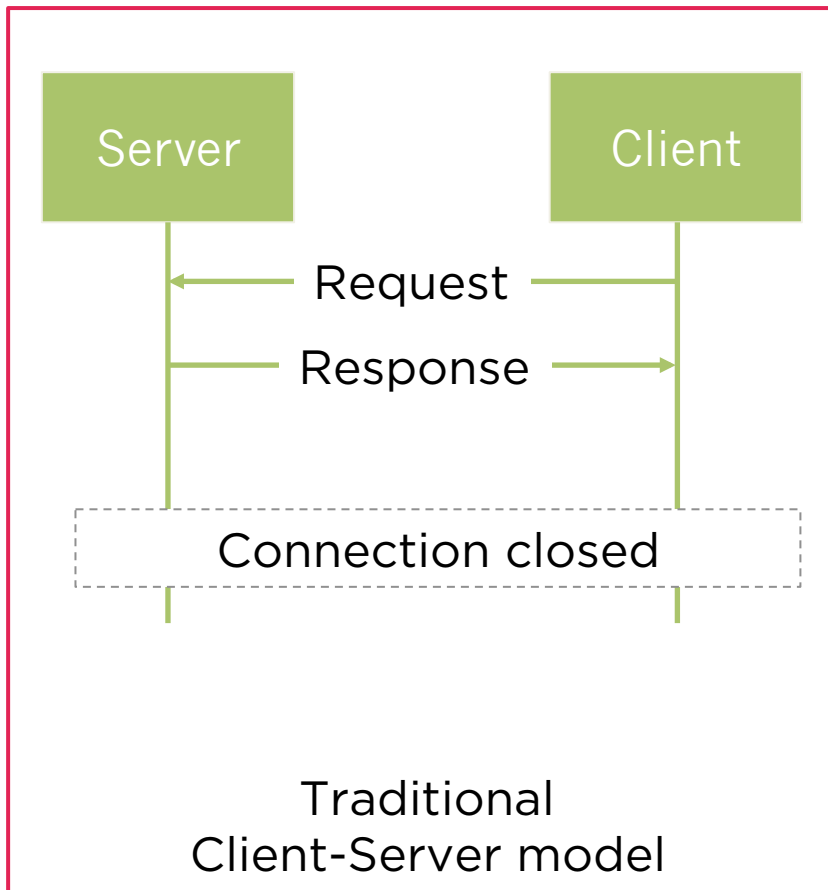 Server
Client
Request
Response
Connection closed
Traditional
Client-Server model